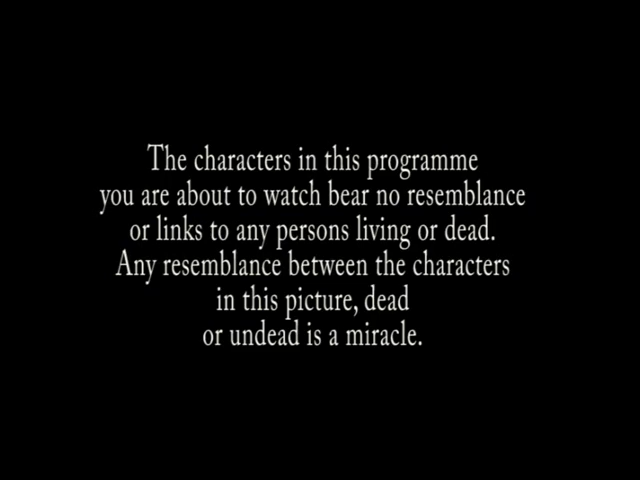 The characters in this programme
you are about to watch bear no resemblance
or links to any persons living or dead.
Any resemblance between the characters
in this picture, dead
or undead is a miracle.